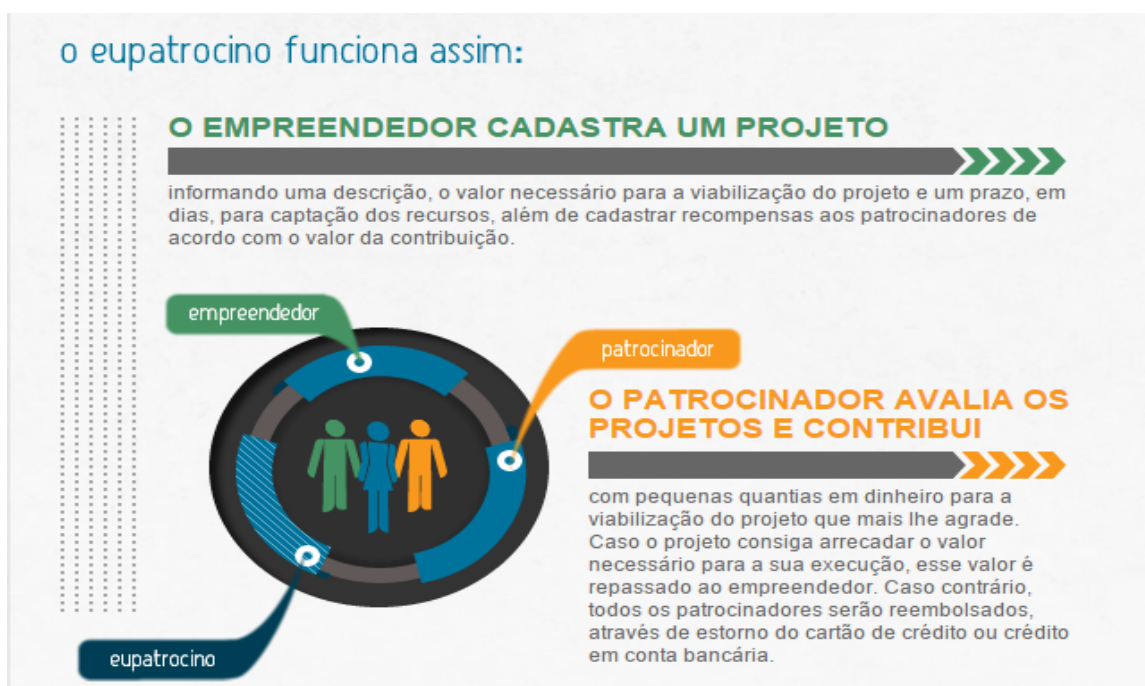 o eupatrocino funciona assim:
O EMPREENDEDOR CADASTRA UM PROJETO
informando uma descrição, o valor necessário para a viabilização do projeto e um prazo, em
dias, para captação dos recursos, além de cadastrar recompensas aos patrocinadores de
acordo com o valor da contribuição.
empreendedor
patrocinador
O PATROCINADOR AVALIA OS
PROJETOS E CONTRIBUI
com pequenas quantias em dinheiro para a
viabilização do projeto que mais lhe agrade.
Caso o projeto consiga arrecadar o valor
necessário para a sua execução, esse valor é
repassado ao empreendedor. Caso contrário,
todos os patrocinadores serão reembolsados,
através de estorno do cartão de crédito ou crédito
em conta bancária.
eupatrocino